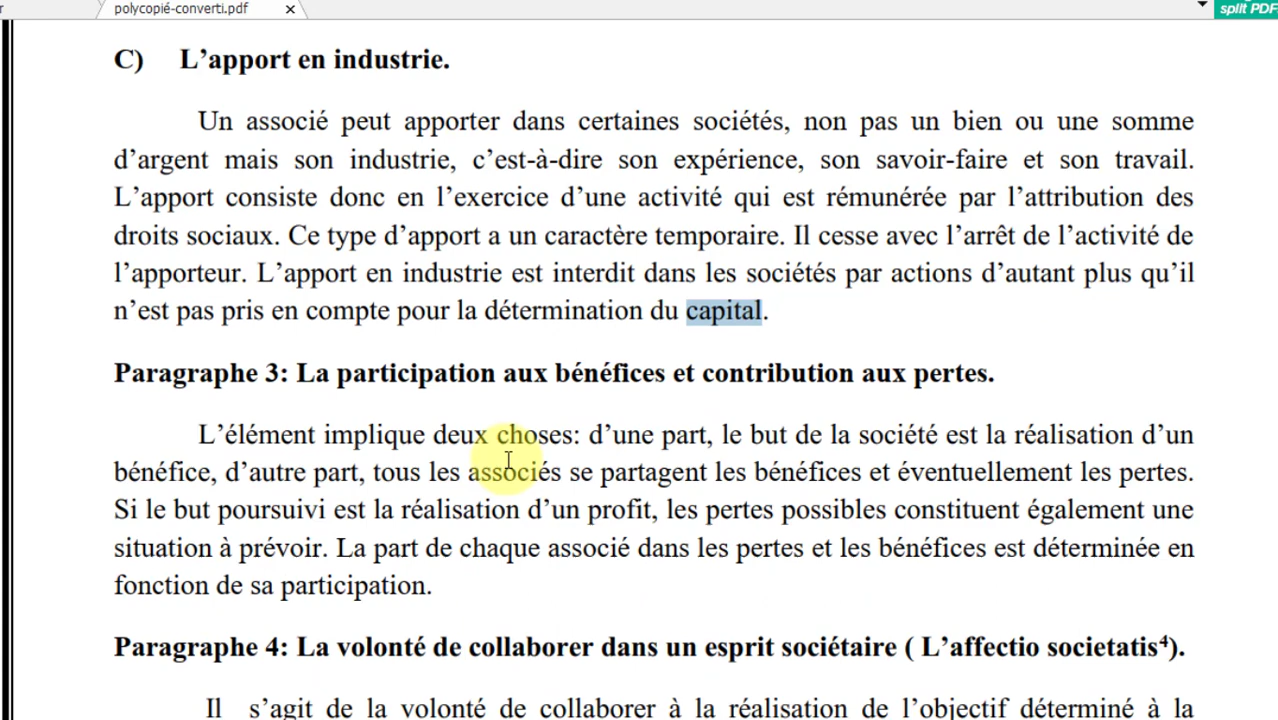 r
polycopié-converti.pdf ×
split PDF
C) L’apport en industrie.
Un associé peut apporter dans certaines sociétés, non pas un bien ou une somme
d’argent mais son industrie, c’est-à-dire son expérience, son savoir-faire et son travail.
L’apport consiste donc en l’exercice d’une activité qui est rémunérée par l’attribution des
droits sociaux. Ce type d’apport a un caractère temporaire. Il cesse avec l’arrêt de l’activité de
l’apporteur. L’apport en industrie est interdit dans les sociétés par actions d’autant plus qu’il
n’est pas pris en compte pour la détermination du capital.
Paragraphe 3: La participation aux bénéfices et contribution aux pertes.
L’élément implique deux choses: d’une part, le but de la société est la réalisation d’un
bénéfice, d’autre part, tous les associés se partagent les bénéfices et éventuellement les pertes.
Si le but poursuivi est la réalisation d’un profit, les pertes possibles constituent également une
situation à prévoir. La part de chaque associé dans les pertes et les bénéfices est déterminée en
fonction de sa participation.
Paragraphe 4: La volonté de collaborer dans un esprit sociétaire ( L’affectio societatis⁴).
Il s’agit de la volonté de collaborer à la réalisation de l’objectif déterminé à la